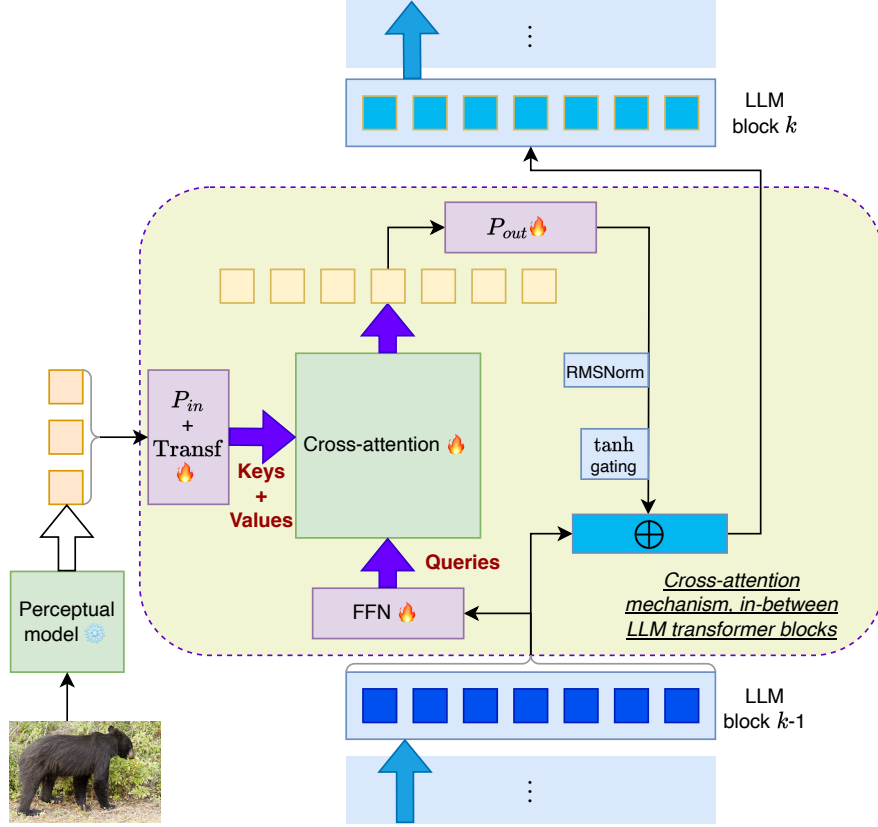 ⋮
LLM
block k
P_out
RMSNorm
P_in
+
Transf
Cross-attention
Keys
+
Values
tanh
gating
⊕
Queries
Perceptual
model
FFN
Cross-attention
mechanism, in-between
LLM transformer blocks
LLM
block k-1
⋮